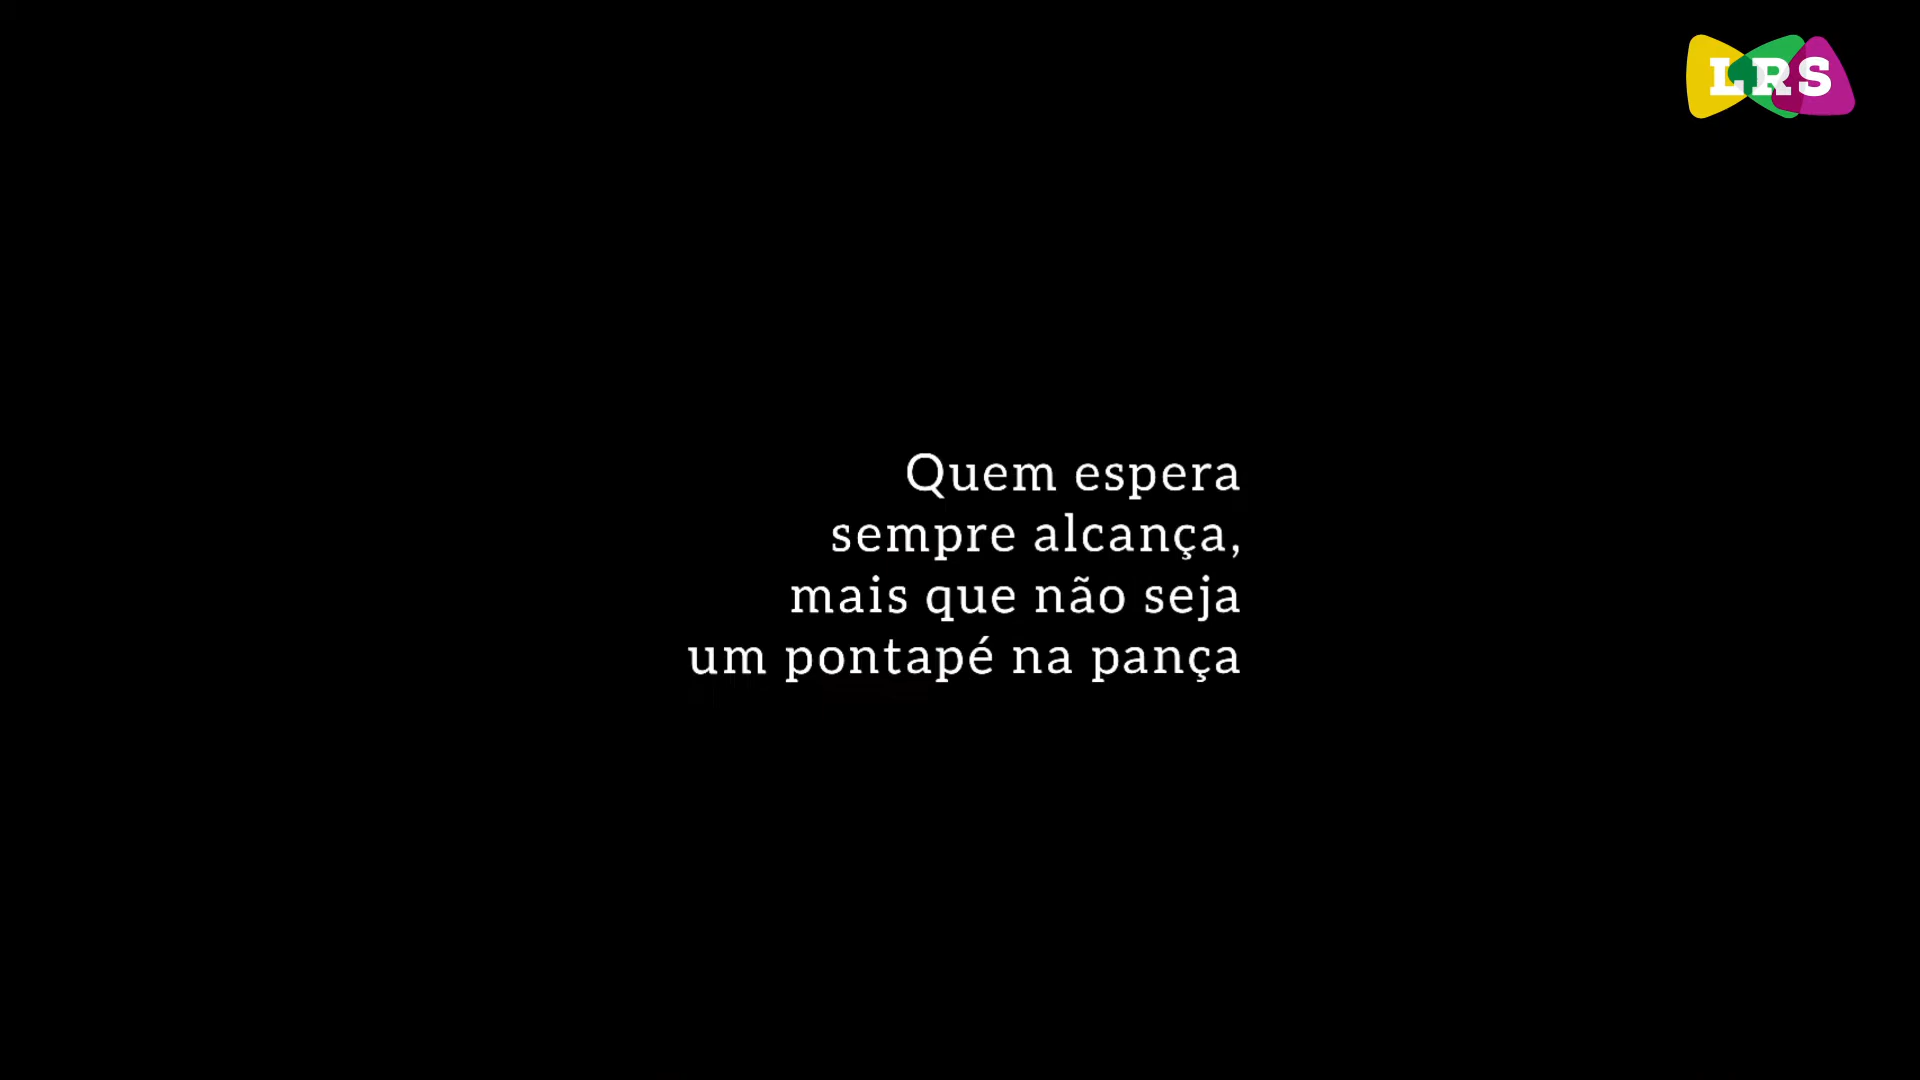 LRS
Quem espera
sempre alcança,
mais que não seja
um pontapé na pança